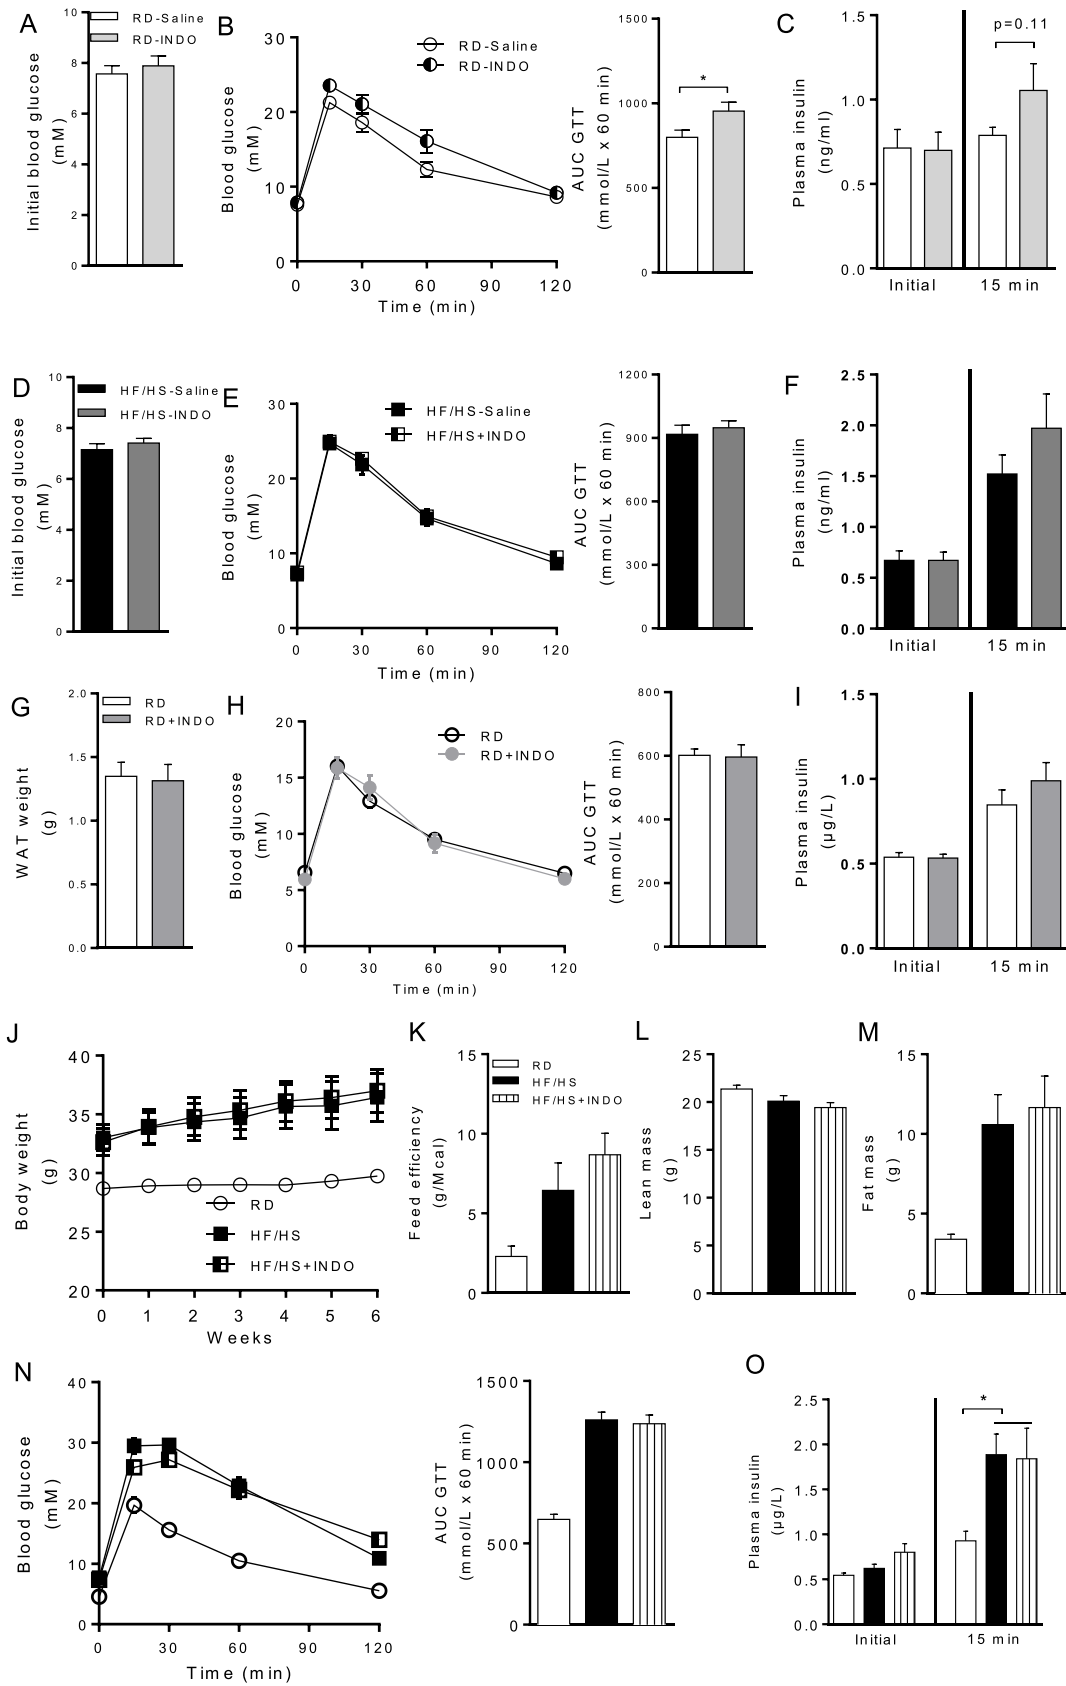 A
10
8
6
4
2
0
Initial blood glucose
(mM)
RD-Saline
RD-INDO
B
30
20
10
0
Blood glucose
(mM)
RD-Saline
RD-INDO
0 30 60 90 120
Time (min)
1500
1000
500
0
AUC GTT
(mmol/L x 60 min)
*
C
1.5
1.0
0.5
0.0
Plasma insulin
(ng/ml)
p=0.11
Initial 15 min
D
10
8
6
4
2
0
Initial blood glucose
(mM)
HF/HS-Saline
HF/HS-INDO
E
30
20
10
0
Blood glucose
(mM)
HF/HS-Saline
HF/HS+INDO
0 30 60 90 120
Time (min)
1200
900
600
300
0
AUC GTT
(mmol/L x 60 min)
F
2.5
2.0
1.5
1.0
0.5
0.0
Plasma insulin
(ng/ml)
Initial 15 min
G
2.0
1.5
1.0
0.5
0.0
WAT weight
(g)
RD
RD+INDO
H
20
15
10
5
0
Blood glucose
(mM)
RD
RD+INDO
0 30 60 120
Time (min)
800
600
400
200
0
AUC GTT
(mmol/L x 60 min)
I
1.5
1.0
0.5
0.0
Plasma insulin
(µg/L)
Initial 15 min
J
40
35
30
25
20
Body weight
(g)
RD
HF/HS
HF/HS+INDO
0 1 2 3 4 5 6
Weeks
K
15
10
5
0
Feed efficiency
(g/Mcal)
RD
HF/HS
HF/HS+INDO
L
25
20
15
10
5
0
Lean mass
(g)
M
15
10
5
0
Fat mass
(g)
N
40
30
20
10
0
Blood glucose
(mM)
0 30 60 90 120
Time (min)
1500
1000
500
0
AUC GTT
(mmol/L x 60 min)
O
2.5
2.0
1.5
1.0
0.5
0.0
Plasma insulin
(µg/L)
*
Initial 15 min